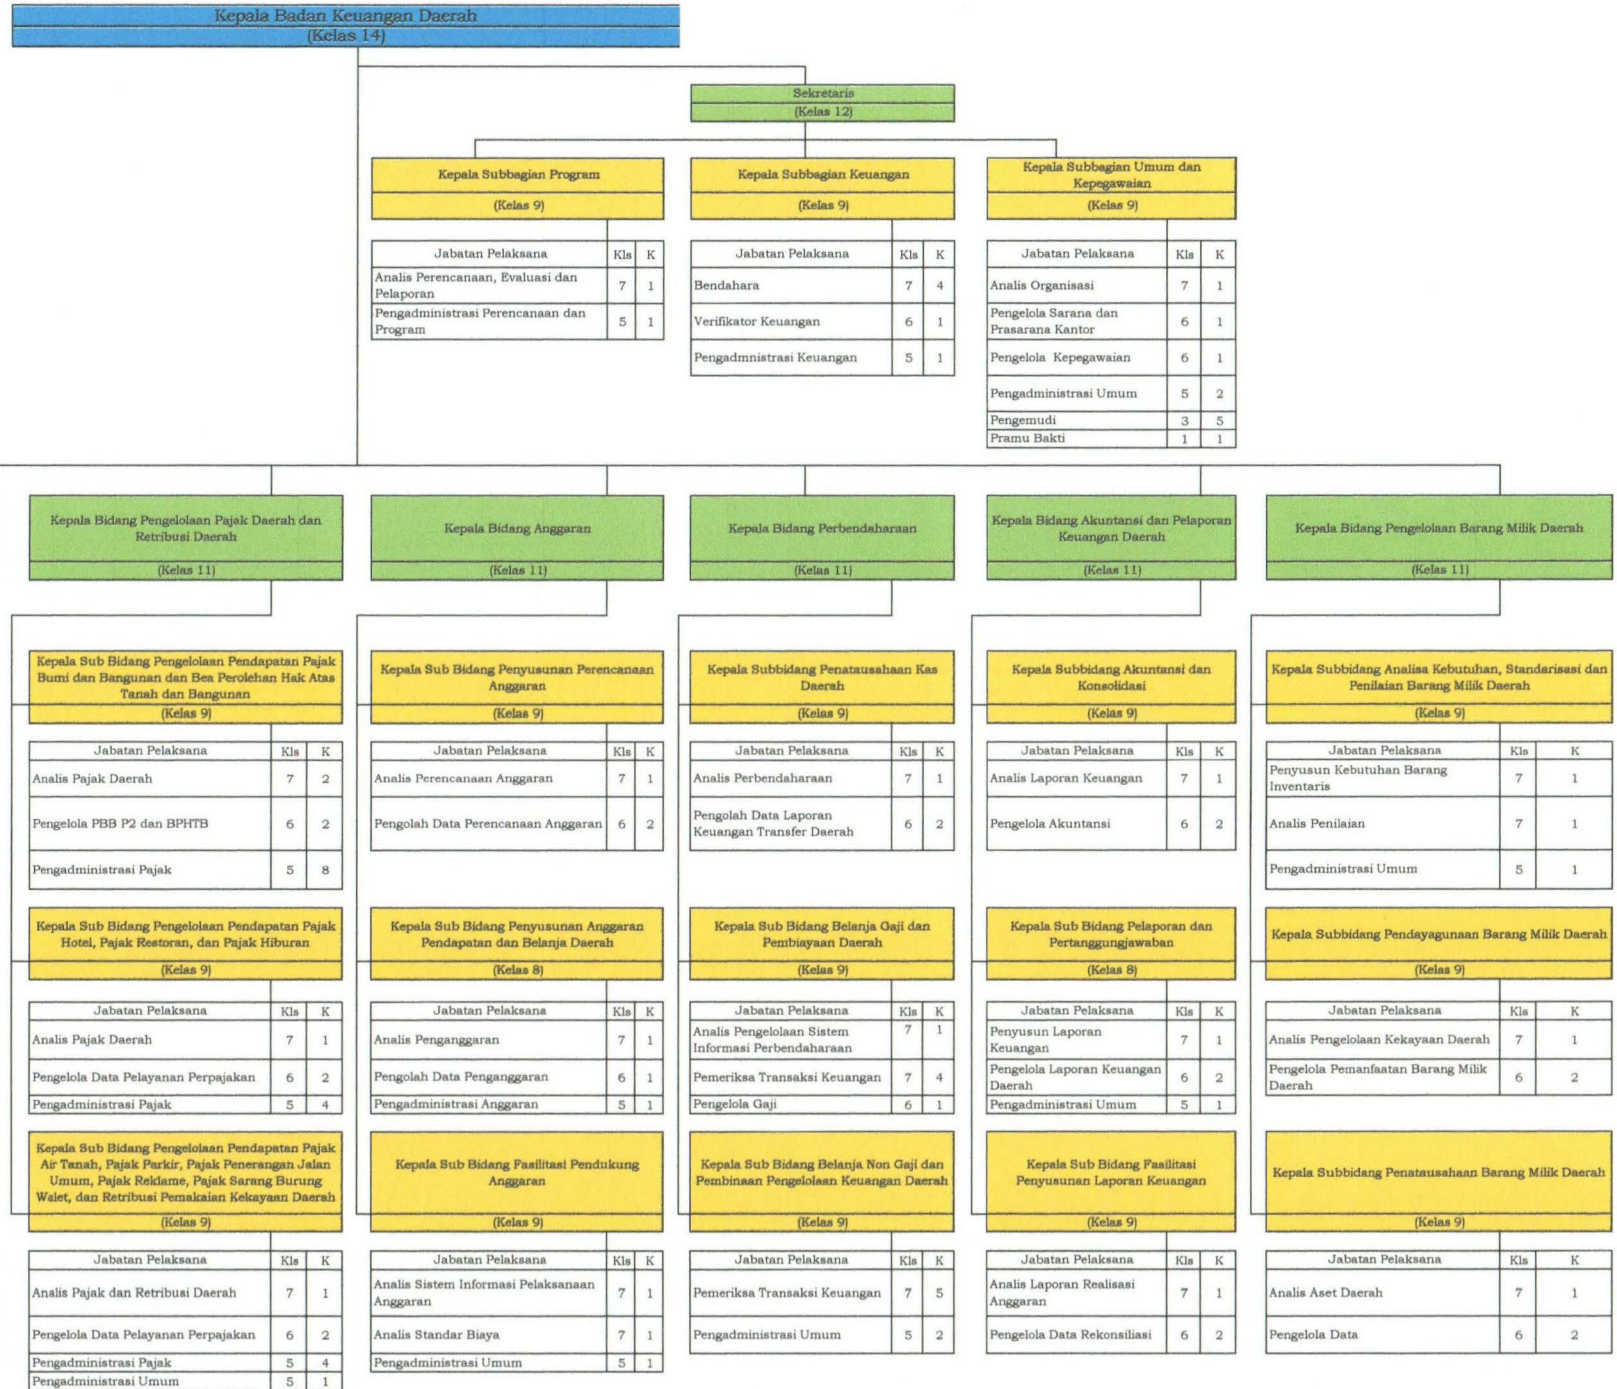 Kepala Badan Keuangan Daerah
(Kelas 14)
Sekretaris
(Kelas 12)
Kepala Subbagian Program
(Kelas 9)
Jabatan Pelaksana Kls K
Analis Perencanaan, Evaluasi dan
Pelaporan 7 1
Pengadministrasi Perencanaan dan
Program 5 1
Kepala Subbagian Keuangan
(Kelas 9)
Jabatan Pelaksana Kls K
Bendahara 7 4
Verifikator Keuangan 6 1
Pengadmnistrasi Keuangan 5 1
Kepala Subbagian Umum dan
Kepegawaian
(Kelas 9)
Jabatan Pelaksana Kls K
Analis Organisasi 7 1
Pengelola Sarana dan
Prasarana Kantor 6 1
Pengelola Kepegawaian 6 1
Pengadministrasi Umum 5 2
Pengemudi 3 5
Pramu Bakti 1 1
Kepala Bidang Pengelolaan Pajak Daerah dan
Retribusi Daerah
(Kelas 11)
Kepala Sub Bidang Pengelolaan Pendapatan Pajak
Bumi dan Bangunan dan Bea Perolehan Hak Atas
Tanah dan Bangunan
(Kelas 9)
Jabatan Pelaksana Kls K
Analis Pajak Daerah 7 2
Pengelola PBB P2 dan BPHTB 6 2
Pengadministrasi Pajak 5 8
Kepala Sub Bidang Pengelolaan Pendapatan Pajak
Hotel, Pajak Restoran, dan Pajak Hiburan
(Kelas 9)
Jabatan Pelaksana Kls K
Analis Pajak Daerah 7 1
Pengelola Data Pelayanan Perpajakan 6 2
Pengadministrasi Pajak 5 4
Kepala Sub Bidang Pengelolaan Pendapatan Pajak
Air Tanah, Pajak Parkir, Pajak Penerangan Jalan
Umum, Pajak Reklame, Pajak Sarang Burung
Walet, dan Retribusi Pemakaian Kekayaan Daerah
(Kelas 9)
Jabatan Pelaksana Kls K
Analis Pajak dan Retribusi Daerah 7 1
Pengelola Data Pelayanan Perpajakan 6 2
Pengadministrasi Pajak 5 4
Pengadministrasi Umum 5 1
Kepala Bidang Anggaran
(Kelas 11)
Kepala Sub Bidang Penyusunan Perencanaan
Anggaran
(Kelas 9)
Jabatan Pelaksana Kls K
Analis Perencanaan Anggaran 7 1
Pengolah Data Perencanaan Anggaran 6 2
Kepala Sub Bidang Penyusunan Anggaran
Pendapatan dan Belanja Daerah
(Kelas 8)
Jabatan Pelaksana Kls K
Analis Penganggaran 7 1
Pengolah Data Penganggaran 6 1
Pengadministrasi Anggaran 5 1
Kepala Sub Bidang Fasilitasi Pendukung
Anggaran
(Kelas 9)
Jabatan Pelaksana Kls K
Analis Sistem Informasi Pelaksanaan
Anggaran 7 1
Analis Standar Biaya 7 1
Pengadministrasi Umum 5 1
Kepala Bidang Perbendaharaan
(Kelas 11)
Kepala Subbidang Penatausahaan Kas
Daerah
(Kelas 9)
Jabatan Pelaksana Kls K
Analis Perbendaharaan 7 1
Pengolah Data Laporan
Keuangan Transfer Daerah 6 2
Kepala Sub Bidang Belanja Gaji dan
Pembiayaan Daerah
(Kelas 9)
Jabatan Pelaksana Kls K
Analis Pengelolaan Sistem 7 1
Informasi Perbendaharaan
Pemeriksa Transaksi Keuangan 7 4
Pengelola Gaji 6 1
Kepala Sub Bidang Belanja Non Gaji dan
Pembinaan Pengelolaan Keuangan Daerah
(Kelas 9)
Jabatan Pelaksana Kls K
Pemeriksa Transaksi Keuangan 7 5
Pengadministrasi Umum 5 2
Kepala Bidang Akuntansi dan Pelaporan
Keuangan Daerah
(Kelas 11)
Kepala Subbidang Akuntansi dan
Konsolidasi
(Kelas 9)
Jabatan Pelaksana Kls K
Analis Laporan Keuangan 7 1
Pengelola Akuntansi 6 2
Kepala Sub Bidang Pelaporan dan
Pertanggungjawaban
(Kelas 8)
Jabatan Pelaksana Kls K
Penyusun Laporan
Keuangan 7 1
Pengelola Laporan Keuangan
Daerah 6 2
Pengadministrasi Umum 5 1
Kepala Sub Bidang Fasilitasi
Penyusunan Laporan Keuangan
(Kelas 9)
Jabatan Pelaksana Kls K
Analis Laporan Realisasi
Anggaran 7 1
Pengelola Data Rekonsiliasi 6 2
Kepala Bidang Pengelolaan Barang Milik Daerah
(Kelas 11)
Kepala Subbidang Analisa Kebutuhan, Standarisasi dan
Penilaian Barang Milik Daerah
(Kelas 9)
Jabatan Pelaksana Kls K
Penyusun Kebutuhan Barang
Inventaris 7 1
Analis Penilaian 7 1
Pengadministrasi Umum 5 1
Kepala Subbidang Pendayagunaan Barang Milik Daerah
(Kelas 9)
Jabatan Pelaksana Kls K
Analis Pengelolaan Kekayaan Daerah 7 1
Pengelola Pemanfaatan Barang Milik
Daerah 6 2
Kepala Subbidang Penatausahaan Barang Milik Daerah
(Kelas 9)
Jabatan Pelaksana Kls K
Analis Aset Daerah 7 1
Pengelola Data 6 2